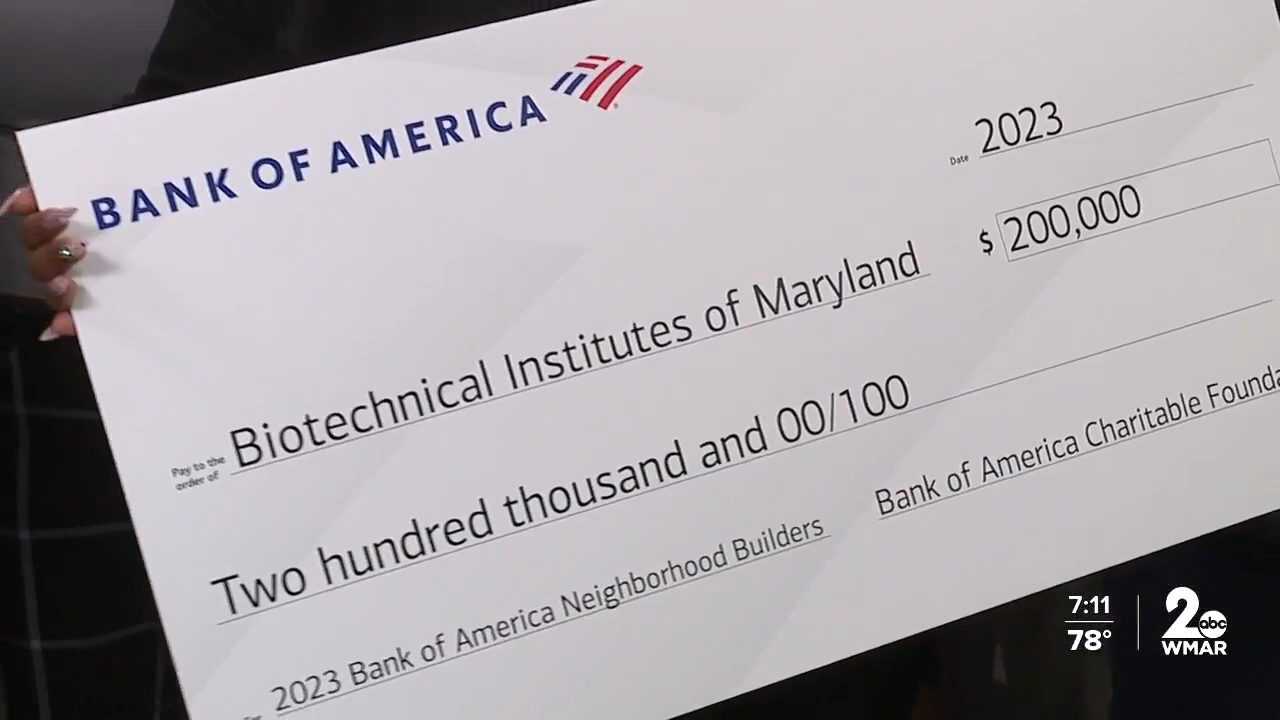 BANK OF AMERICA
Date 2023
$ 200,000
Pay to the
order of
Biotechnical Institutes of Maryland
Two hundred thousand and 00/100
2023 Bank of America Neighborhood Builders
Bank of America Charitable Founda
7:11
78°
2 abc
WMAR